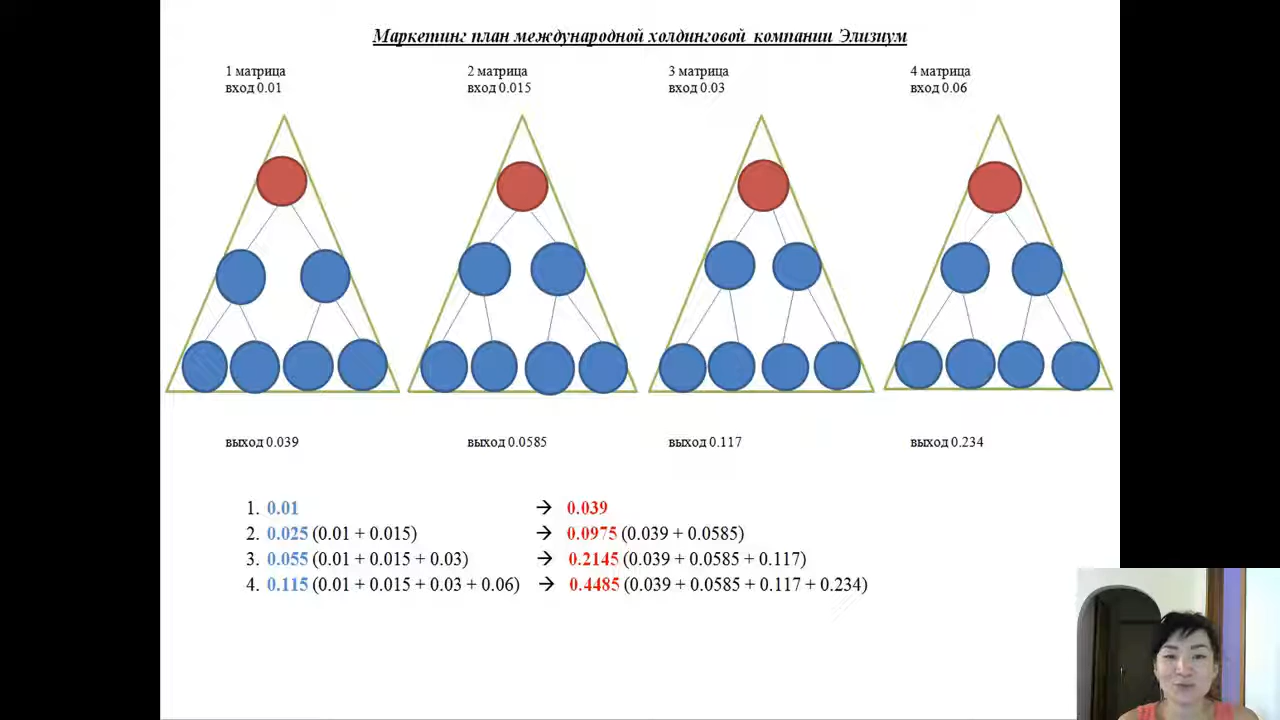 Маркетинг план международной холдинговой компании Элизиум
1 матрица
вход 0.01
2 матрица
вход 0.015
3 матрица
вход 0.03
4 матрица
вход 0.06
выход 0.039
выход 0.0585
выход 0.117
выход 0.234
1. 0.01 → 0.039
2. 0.025 (0.01 + 0.015) → 0.0975 (0.039 + 0.0585)
3. 0.055 (0.01 + 0.015 + 0.03) → 0.2145 (0.039 + 0.0585 + 0.117)
4. 0.115 (0.01 + 0.015 + 0.03 + 0.06) → 0.4485 (0.039 + 0.0585 + 0.117 + 0.234)